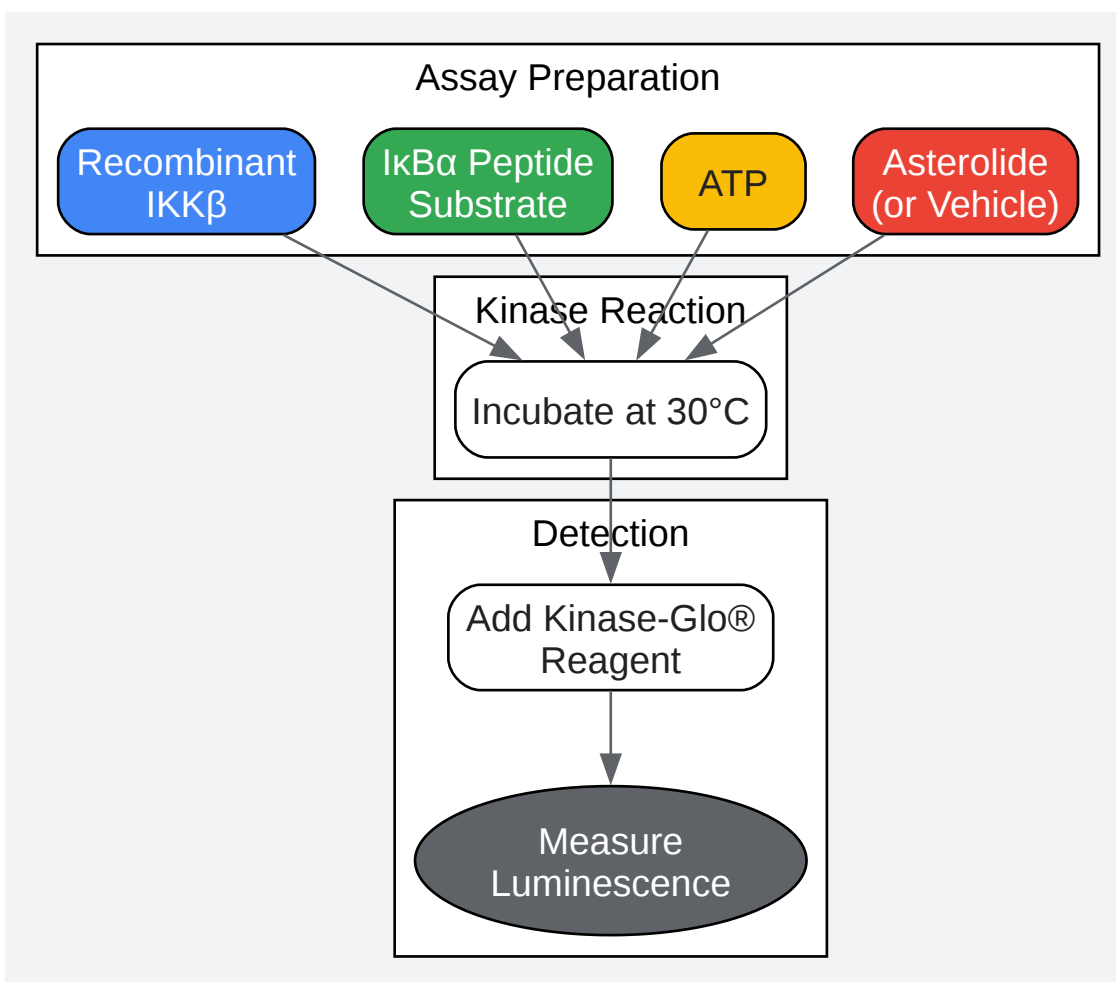 Assay Preparation
Recombinant
IKKβ
IκBα Peptide
Substrate
ATP
Asterolide
(or Vehicle)
Kinase Reaction
Incubate at 30°C
Detection
Add Kinase-Glo®
Reagent
Measure
Luminescence